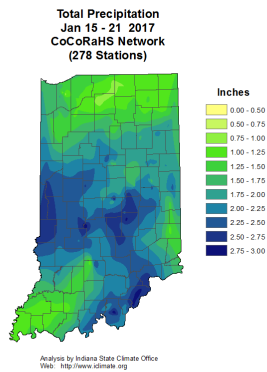 Total Precipitation
Jan 15 - 21 2017
CoCoRaHS Network
(278 Stations)
Inches
0.00 - 0.50
0.50 - 0.75
0.75 - 1.00
1.00 - 1.25
1.25 - 1.50
1.50 - 1.75
1.75 - 2.00
2.00 - 2.25
2.25 - 2.50
2.50 - 2.75
2.75 - 3.00
Analysis by Indiana State Climate Office
Web: http://www.iclimate.org